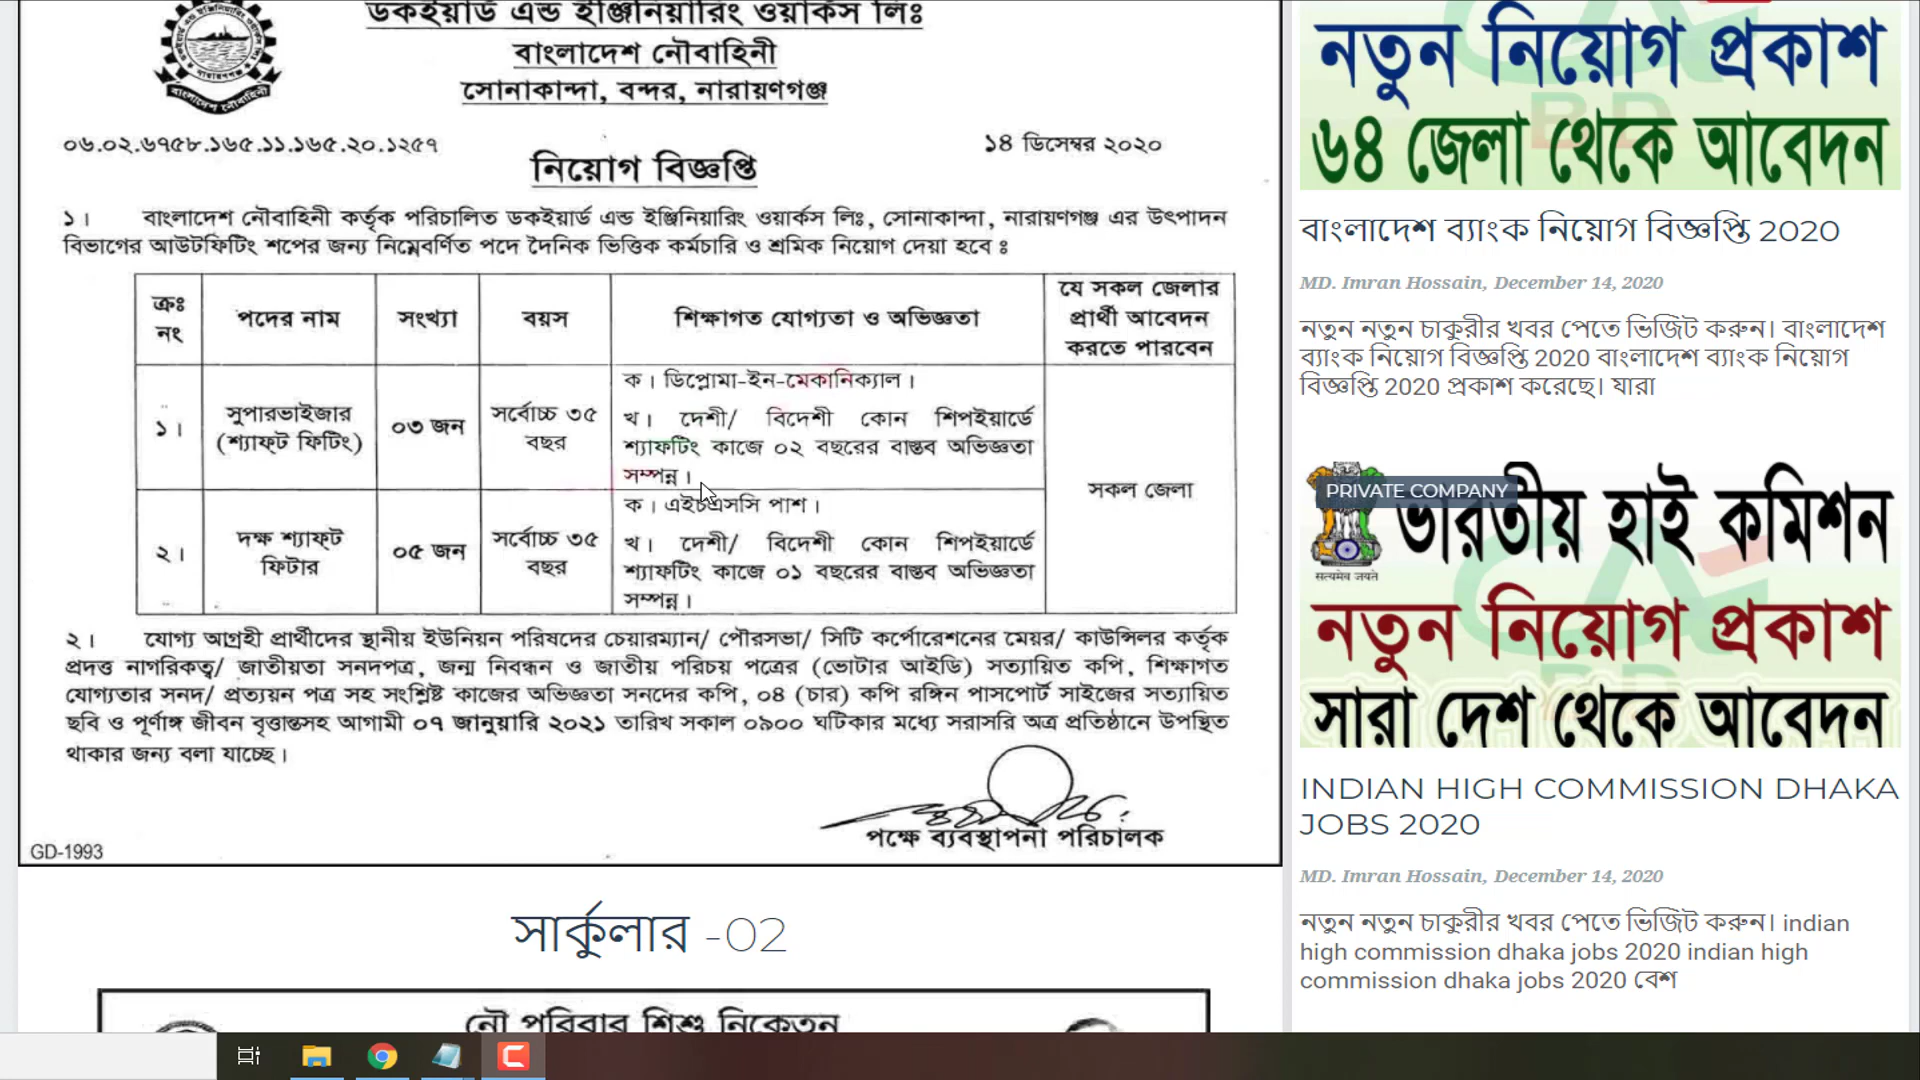 ডকইয়ার্ড এন্ড ইঞ্জিনিয়ারিং ওয়ার্কস লিঃ
বাংলাদেশ নৌবাহিনী
সোনাকান্দা, বন্দর, নারায়ণগঞ্জ
বাংলাদেশ নৌবাহিনী
০৬.০২.৬৭৫৮.১৬৫.১১.১৬৫.২০.১২৫৭
১৪ ডিসেম্বর ২০২০
নিয়োগ বিজ্ঞপ্তি
১। বাংলাদেশ নৌবাহিনী কর্তৃক পরিচালিত ডকইয়ার্ড এন্ড ইঞ্জিনিয়ারিং ওয়ার্কস লিঃ, সোনাকান্দা, নারায়ণগঞ্জ এর উৎপাদন
বিভাগের আউটফিটিং শপের জন্য নিম্নেবর্ণিত পদে দৈনিক ভিত্তিক কর্মচারি ও শ্রমিক নিয়োগ দেয়া হবে ঃ
ক্রঃ
নং
পদের নাম
সংখ্যা
বয়স
শিক্ষাগত যোগ্যতা ও অভিজ্ঞতা
যে সকল জেলার
প্রার্থী আবেদন
করতে পারবেন
১।
সুপারভাইজার
(শ্যাফ্ট ফিটিং)
০৩ জন
সর্বোচ্চ ৩৫
বছর
ক। ডিপ্লোমা-ইন-মেকানিক্যাল।
খ। দেশী/ বিদেশী কোন শিপইয়ার্ডে
শ্যাফটিং কাজে ০২ বছরের বাস্তব অভিজ্ঞতা
সম্পন্ন।
সকল জেলা
২।
দক্ষ শ্যাফ্ট
ফিটার
০৫ জন
সর্বোচ্চ ৩৫
বছর
ক। এইচএসসি পাশ।
খ। দেশী/ বিদেশী কোন শিপইয়ার্ডে
শ্যাফটিং কাজে ০১ বছরের বাস্তব অভিজ্ঞতা
সম্পন্ন।
২। যোগ্য আগ্রহী প্রার্থীদের স্থানীয় ইউনিয়ন পরিষদের চেয়ারম্যান/ পৌরসভা/ সিটি কর্পোরেশনের মেয়র/ কাউন্সিলর কর্তৃক
প্রদত্ত নাগরিকত্ব/ জাতীয়তা সনদপত্র, জন্ম নিবন্ধন ও জাতীয় পরিচয় পত্রের (ভোটার আইডি) সত্যায়িত কপি, শিক্ষাগত
যোগ্যতার সনদ/ প্রত্যয়ন পত্র সহ সংশ্লিষ্ট কাজের অভিজ্ঞতা সনদের কপি, ০৪ (চার) কপি রঙ্গিন পাসপোর্ট সাইজের সত্যায়িত
ছবি ও পূর্ণাঙ্গ জীবন বৃত্তান্তসহ আগামী ০৭ জানুয়ারি ২০২১ তারিখ সকাল ০৯০০ ঘটিকার মধ্যে সরাসরি অত্র প্রতিষ্ঠানে উপস্থিত
থাকার জন্য বলা যাচ্ছে।
পক্ষে ব্যবস্থাপনা পরিচালক
GD-1993
সার্কুলার -02
নৌ পরিবার শিশু নিকেতন
নতুন নিয়োগ প্রকাশ
BD
৬৪ জেলা থেকে আবেদন
বাংলাদেশ ব্যাংক নিয়োগ বিজ্ঞপ্তি 2020
MD. Imran Hossain, December 14, 2020
নতুন নতুন চাকুরীর খবর পেতে ভিজিট করুন। বাংলাদেশ
ব্যাংক নিয়োগ বিজ্ঞপ্তি 2020 বাংলাদেশ ব্যাংক নিয়োগ
বিজ্ঞপ্তি 2020 প্রকাশ করেছে। যারা
PRIVATE COMPANY
ভারতীয় হাই কমিশন
सत्यमेव जयते
নতুন নিয়োগ প্রকাশ
BD
সারা দেশ থেকে আবেদন
INDIAN HIGH COMMISSION DHAKA
JOBS 2020
MD. Imran Hossain, December 14, 2020
নতুন নতুন চাকুরীর খবর পেতে ভিজিট করুন। indian
high commission dhaka jobs 2020 indian high
commission dhaka jobs 2020 বেশ